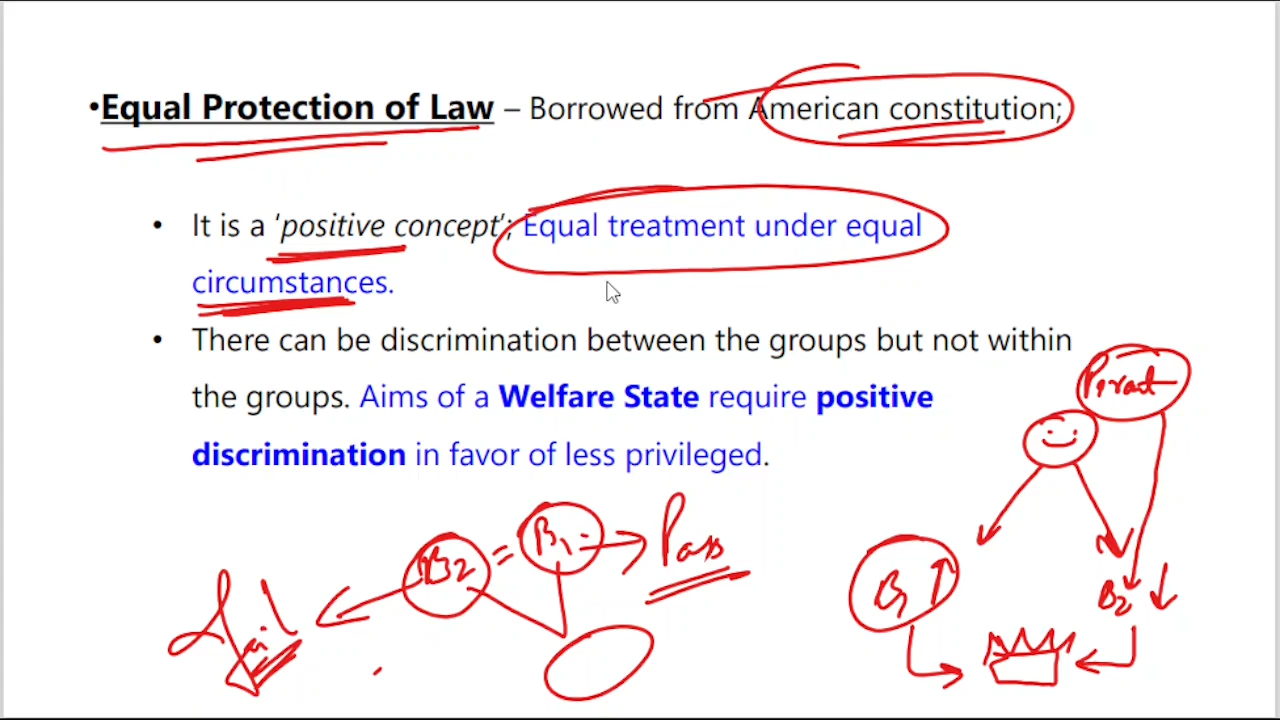 •Equal Protection of Law – Borrowed from American constitution;
• It is a ‘positive concept’; Equal treatment under equal
circumstances.
• There can be discrimination between the groups but not within
the groups. Aims of a Welfare State require positive
discrimination in favor of less privileged.
B2 = B1 → Pass
Fail
B1 ↑
B2 ↓